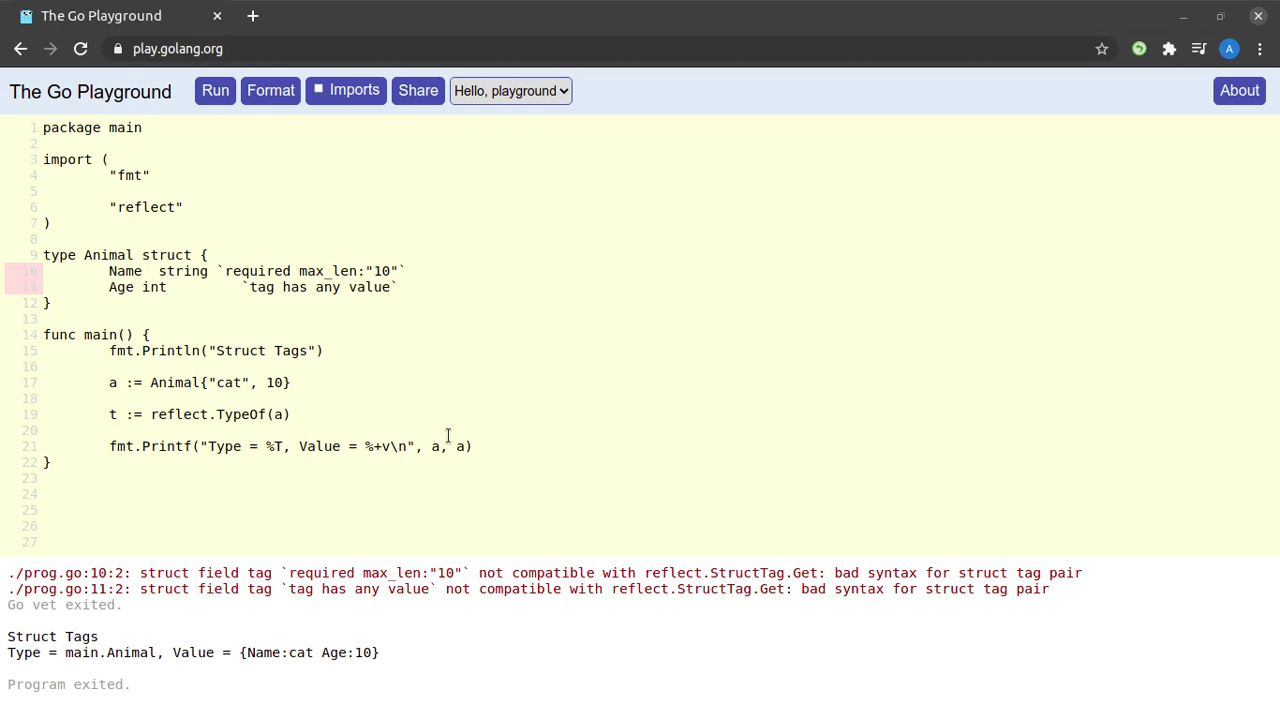 The Go Playground
play.golang.org
A
The Go Playground Run Format Imports Share Hello, playground About
1 package main
2
3 import (
4 "fmt"
5
6 "reflect"
7 )
8
9 type Animal struct {
10 Name  string `required max_len:"10"`
11 Age int `tag has any value`
12 }
13
14 func main() {
15 fmt.Println("Struct Tags")
16
17 a := Animal{"cat", 10}
18
19 t := reflect.TypeOf(a)
20
21 fmt.Printf("Type = %T, Value = %+v\n", a, a)
22 }
23
24
25
26
27
./prog.go:10:2: struct field tag `required max_len:"10"` not compatible with reflect.StructTag.Get: bad syntax for struct tag pair
./prog.go:11:2: struct field tag `tag has any value` not compatible with reflect.StructTag.Get: bad syntax for struct tag pair
Go vet exited.
Struct Tags
Type = main.Animal, Value = {Name:cat Age:10}
Program exited.